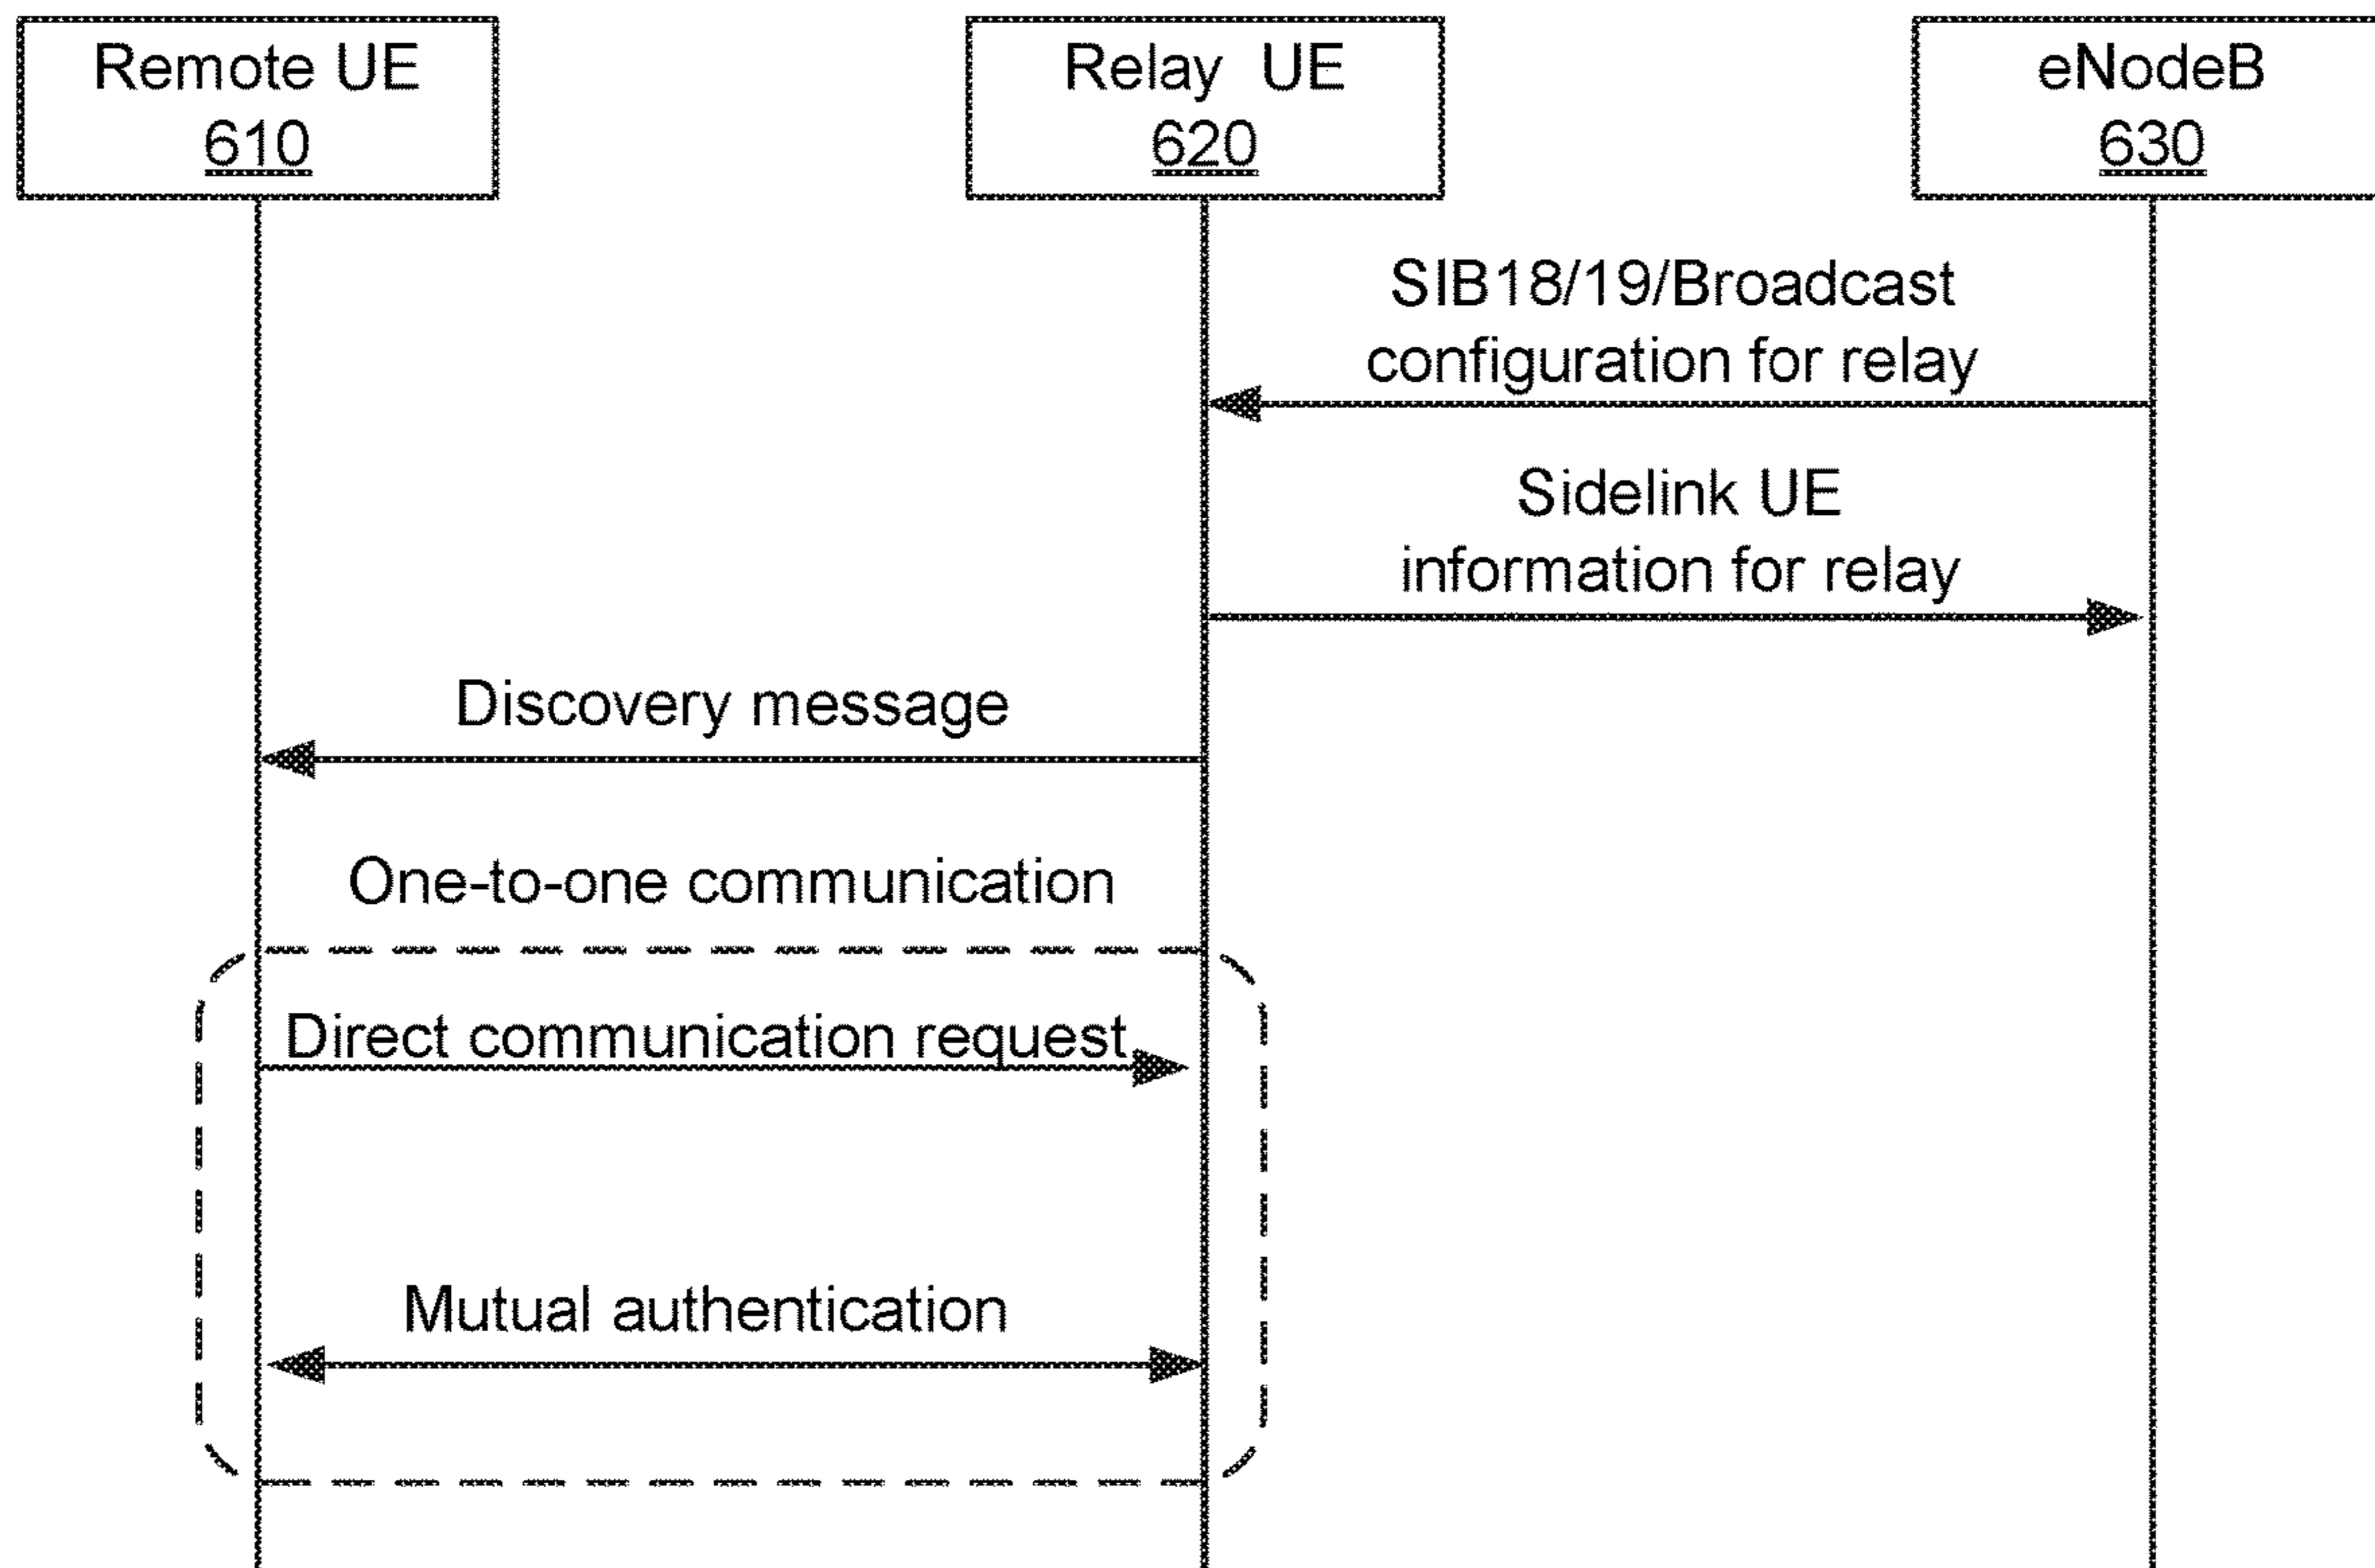 Remote UE
610
Relay UE
620
eNodeB
630
SIB18/19/Broadcast
configuration for relay
Sidelink UE
information for relay
Discovery message
One-to-one communication
Direct communication request
Mutual authentication